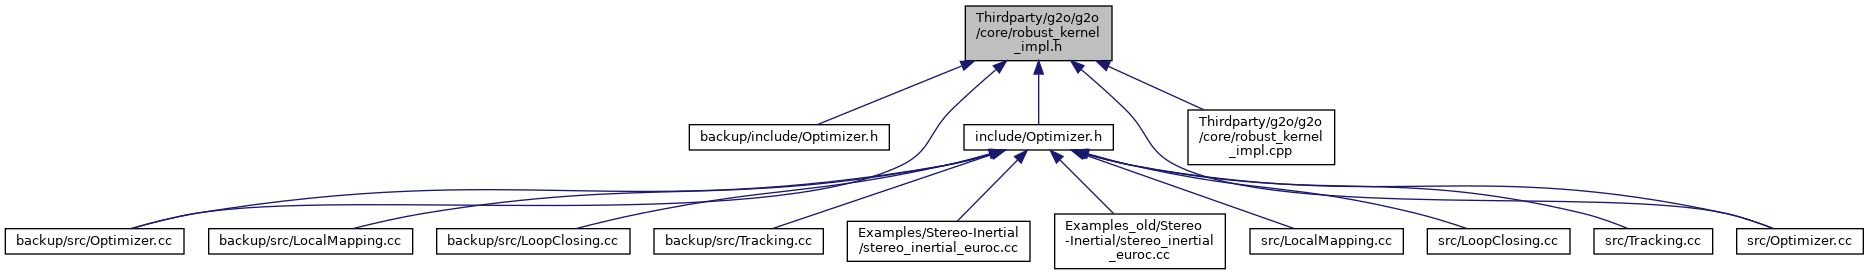 Thirdparty/g2o/g2o
/core/robust_kernel
_impl.h
backup/include/Optimizer.h
include/Optimizer.h
Thirdparty/g2o/g2o
/core/robust_kernel
_impl.cpp
backup/src/Optimizer.cc
backup/src/LocalMapping.cc
backup/src/LoopClosing.cc
backup/src/Tracking.cc
Examples/Stereo-Inertial
/stereo_inertial_euroc.cc
Examples_old/Stereo
-Inertial/stereo_inertial
_euroc.cc
src/LocalMapping.cc
src/LoopClosing.cc
src/Tracking.cc
src/Optimizer.cc